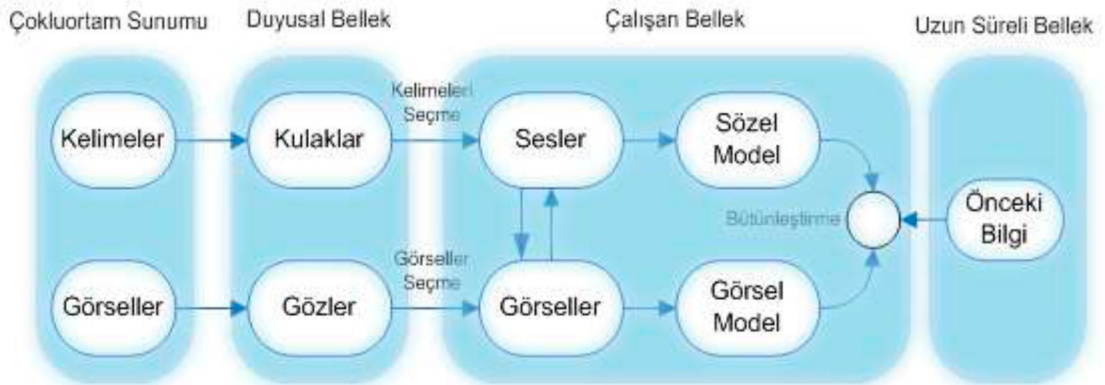 Çokluortam Sunumu
Duyusal Bellek
Çalışan Bellek
Uzun Süreli Bellek
Kelimeler
Kulaklar
Kelimeleri
Seçme
Sesler
Sözel
Model
Bütünleştirme
Önceki
Bilgi
Görseller
Gözler
Görseller
Seçme
Görseller
Görsel
Model